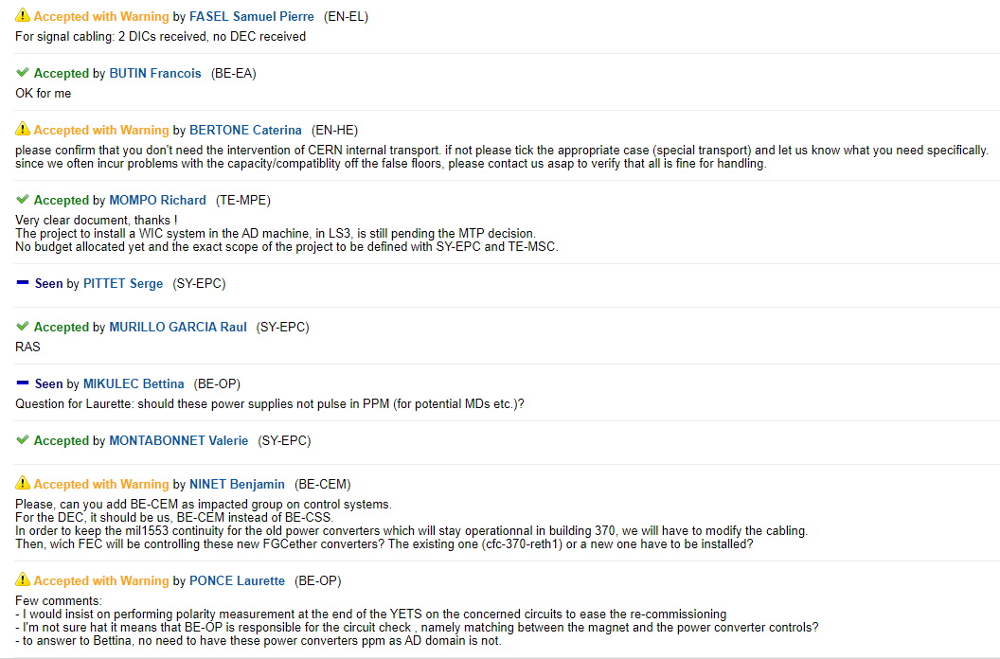 Accepted with Warning by FASEL Samuel Pierre (EN-EL)
For signal cabling: 2 DICs received, no DEC received
Accepted by BUTIN Francois (BE-EA)
OK for me
Accepted with Warning by BERTONE Caterina (EN-HE)
please confirm that you don't need the intervention of CERN internal transport. if not please tick the appropriate case (special transport) and let us know what you need specifically.
since we often incur problems with the capacity/compatiblity off the false floors, please contact us asap to verify that all is fine for handling.
Accepted by MOMPO Richard (TE-MPE)
Very clear document, thanks !
The project to install a WIC system in the AD machine, in LS3, is still pending the MTP decision.
No budget allocated yet and the exact scope of the project to be defined with SY-EPC and TE-MSC.
Seen by PITTET Serge (SY-EPC)
Accepted by MURILLO GARCIA Raul (SY-EPC)
RAS
Seen by MIKULEC Bettina (BE-OP)
Question for Laurette: should these power supplies not pulse in PPM (for potential MDs etc.)?
Accepted by MONTABONNET Valerie (SY-EPC)
Accepted with Warning by NINET Benjamin (BE-CEM)
Please, can you add BE-CEM as impacted group on control systems.
For the DEC, it should be us, BE-CEM instead of BE-CSS.
In order to keep the mil1553 continuity for the old power converters which will stay operationnal in building 370, we will have to modify the cabling.
Then, wich FEC will be controlling these new FGCether converters? The existing one (cfc-370-reth1) or a new one have to be installed?
Accepted with Warning by PONCE Laurette (BE-OP)
Few comments:
- I would insist on performing polarity measurement at the end of the YETS on the concerned circuits to ease the re-commissioning
- I'm not sure hat it means that BE-OP is responsible for the circuit check , namely matching between the magnet and the power converter controls?
- to answer to Bettina, no need to have these power converters ppm as AD domain is not.